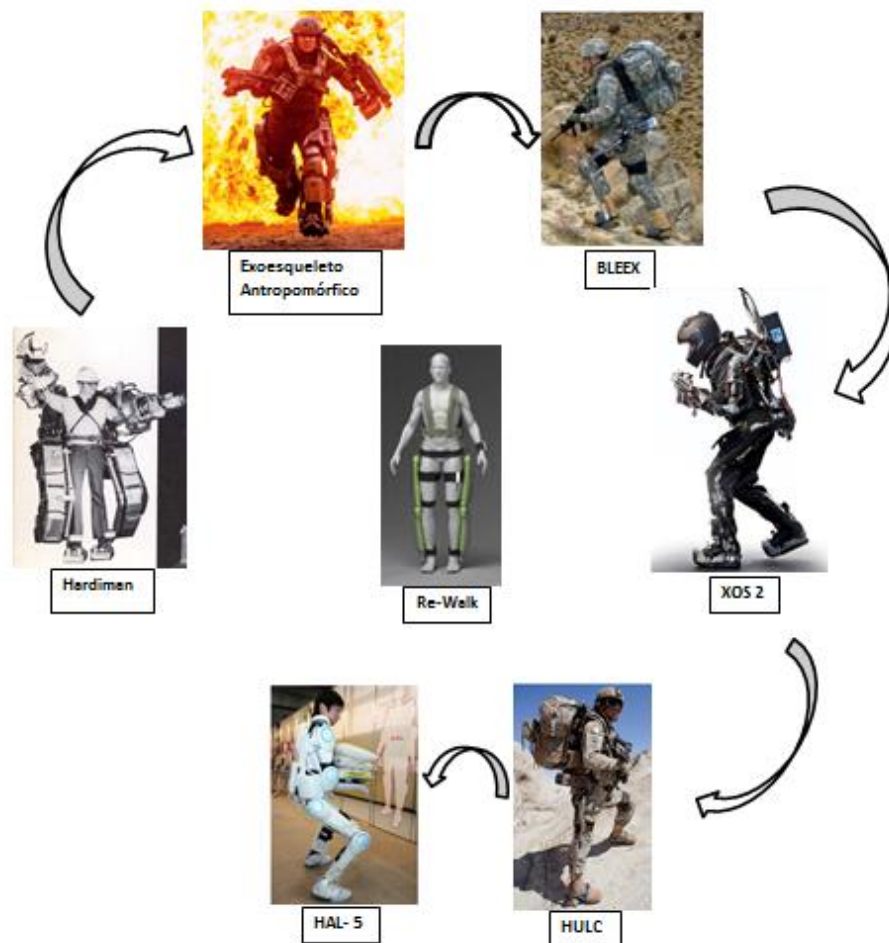 Exoesqueleto
Antropomórfico
BLEEX
Hardiman
Re-Walk
XOS 2
HAL- 5
HULC